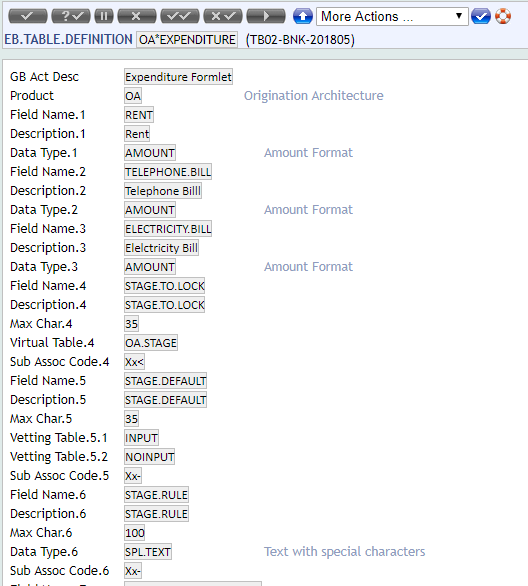 More Actions ...
EB.TABLE.DEFINITION OA*EXPENDITURE (TB02-BNK-201805)
GB Act Desc Expenditure Formlet
Product OA Origination Architecture
Field Name.1 RENT
Description.1 Rent
Data Type.1 AMOUNT Amount Format
Field Name.2 TELEPHONE.BILL
Description.2 Telephone Billl
Data Type.2 AMOUNT Amount Format
Field Name.3 ELECTRICITY.BILL
Description.3 Elelctricity Bill
Data Type.3 AMOUNT Amount Format
Field Name.4 STAGE.TO.LOCK
Description.4 STAGE.TO.LOCK
Max Char.4 35
Virtual Table.4 OA.STAGE
Sub Assoc Code.4 Xx<
Field Name.5 STAGE.DEFAULT
Description.5 STAGE.DEFAULT
Max Char.5 35
Vetting Table.5.1 INPUT
Vetting Table.5.2 NOINPUT
Sub Assoc Code.5 Xx-
Field Name.6 STAGE.RULE
Description.6 STAGE.RULE
Max Char.6 100
Data Type.6 SPL.TEXT Text with special characters
Sub Assoc Code.6 Xx-